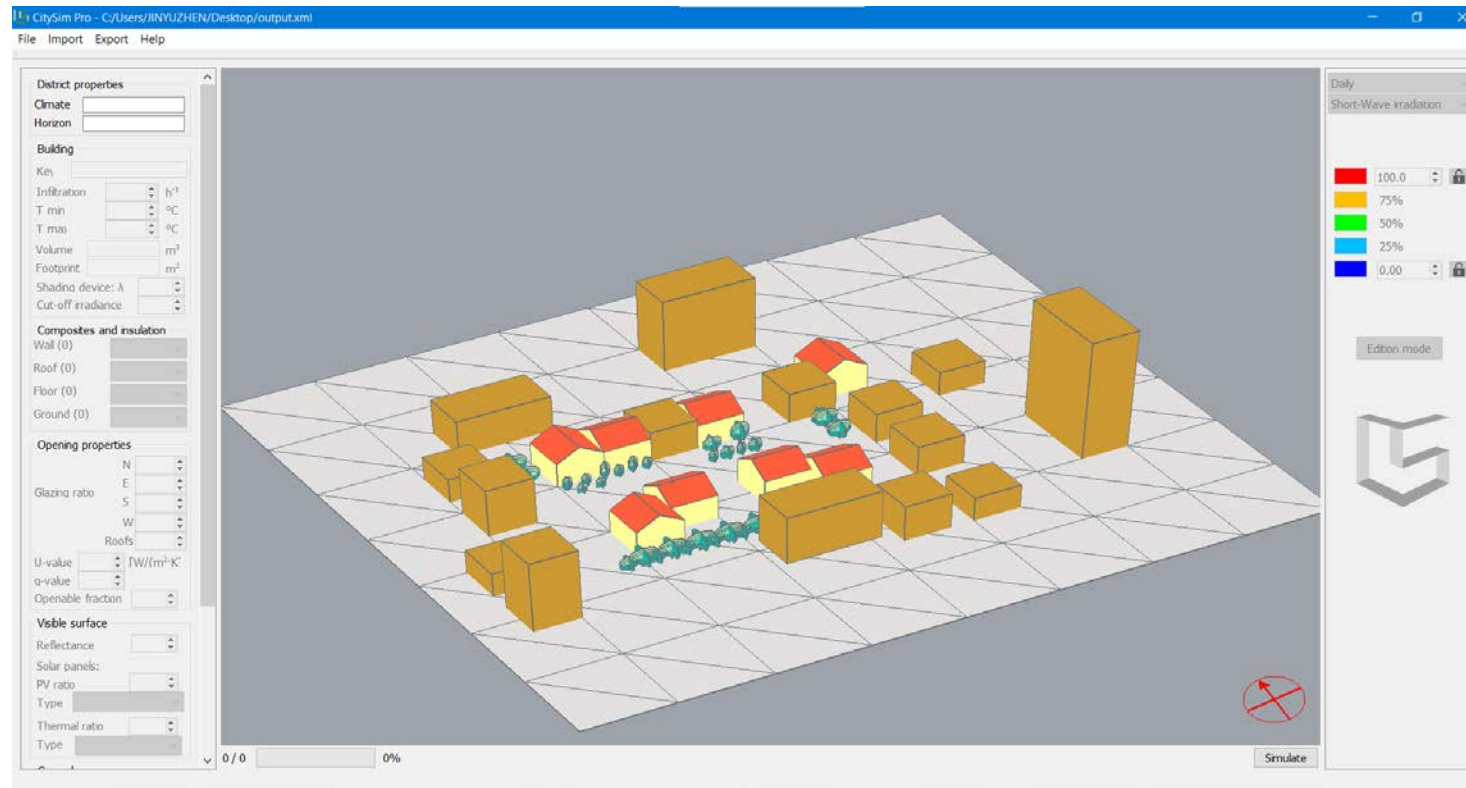 CitySim Pro - C:/Users/JINYUZHEN/Desktop/output.xml
File Import Export Help
District properties
Climate
Horizon
Building
Key
Infiltration h⁻¹
T min °C
T max °C
Volume m³
Footprint m²
Shading device: λ
Cut-off irradiance
Composites and insulation
Wall (0)
Roof (0)
Floor (0)
Ground (0)
Opening properties
Glazing ratio
N
E
S
W
Roofs
U-value W/(m²·K
g-value
Openable fraction
Visible surface
Reflectance
Solar panels:
PV ratio
Type
Thermal ratio
Type
0 / 0 0%
Simulate
Daily
Short-Wave irradiation
100.0
75%
50%
25%
0.00
Edition mode